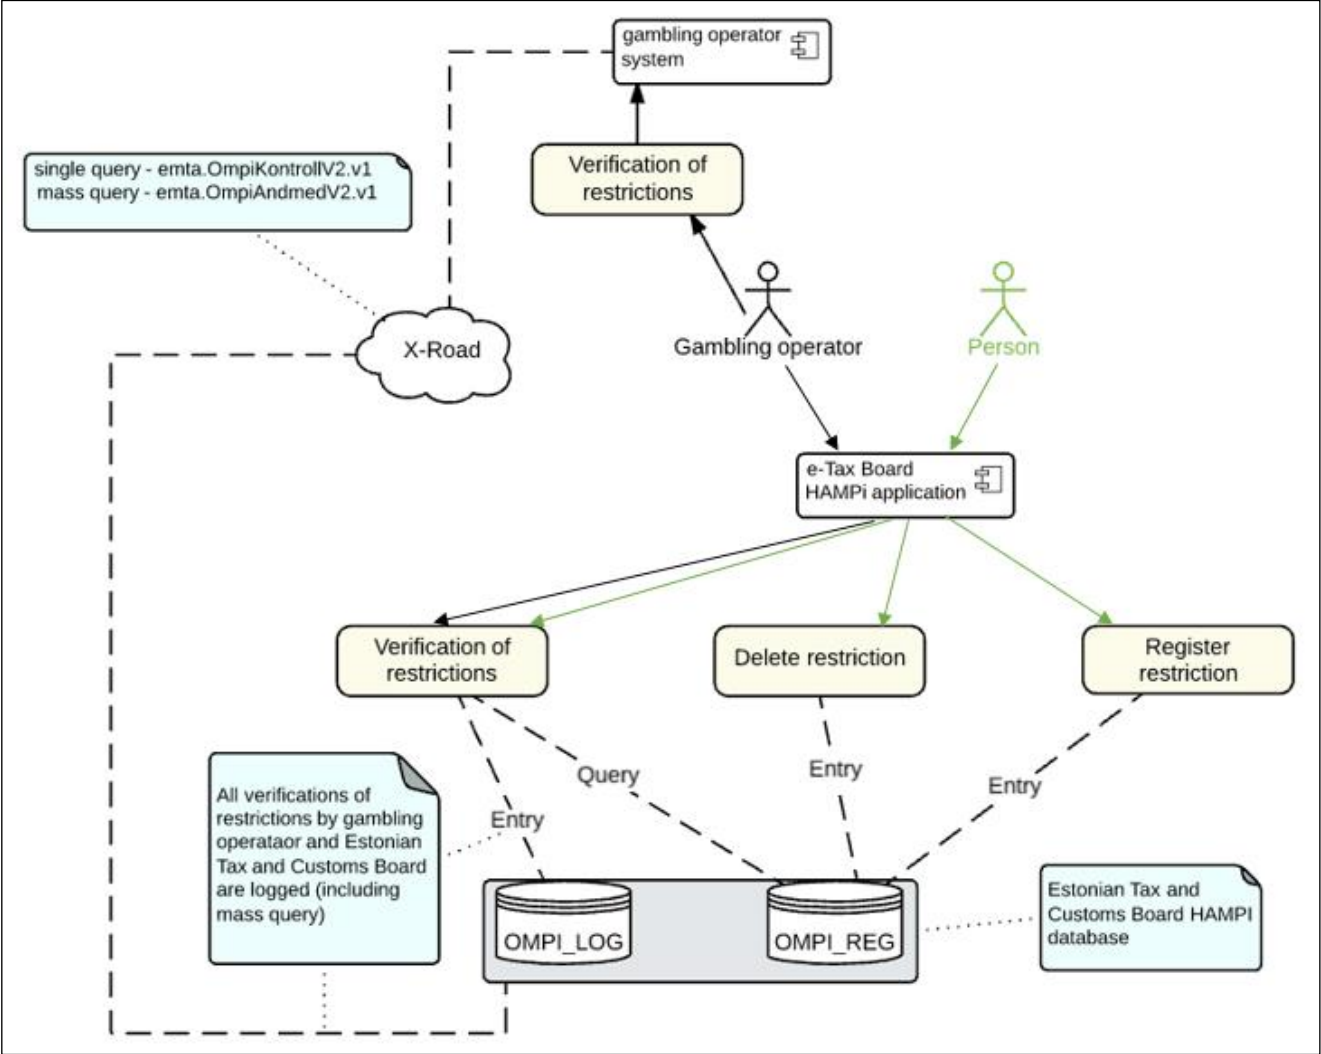 gambling operator
system
single query - emta.OmpiKontrollV2.v1
mass query - emta.OmpiAndmedV2.v1
Verification of
restrictions
X-Road
Gambling operator
Person
e-Tax Board
HAMPi application
Verification of
restrictions
Delete restriction
Register
restriction
Query
Entry
Entry
Entry
All verifications of
restrictions by gambling
operataor and Estonian
Tax and Customs Board
are logged (including
mass query)
OMPI_LOG
OMPI_REG
Estonian Tax and
Customs Board HAMPI
database